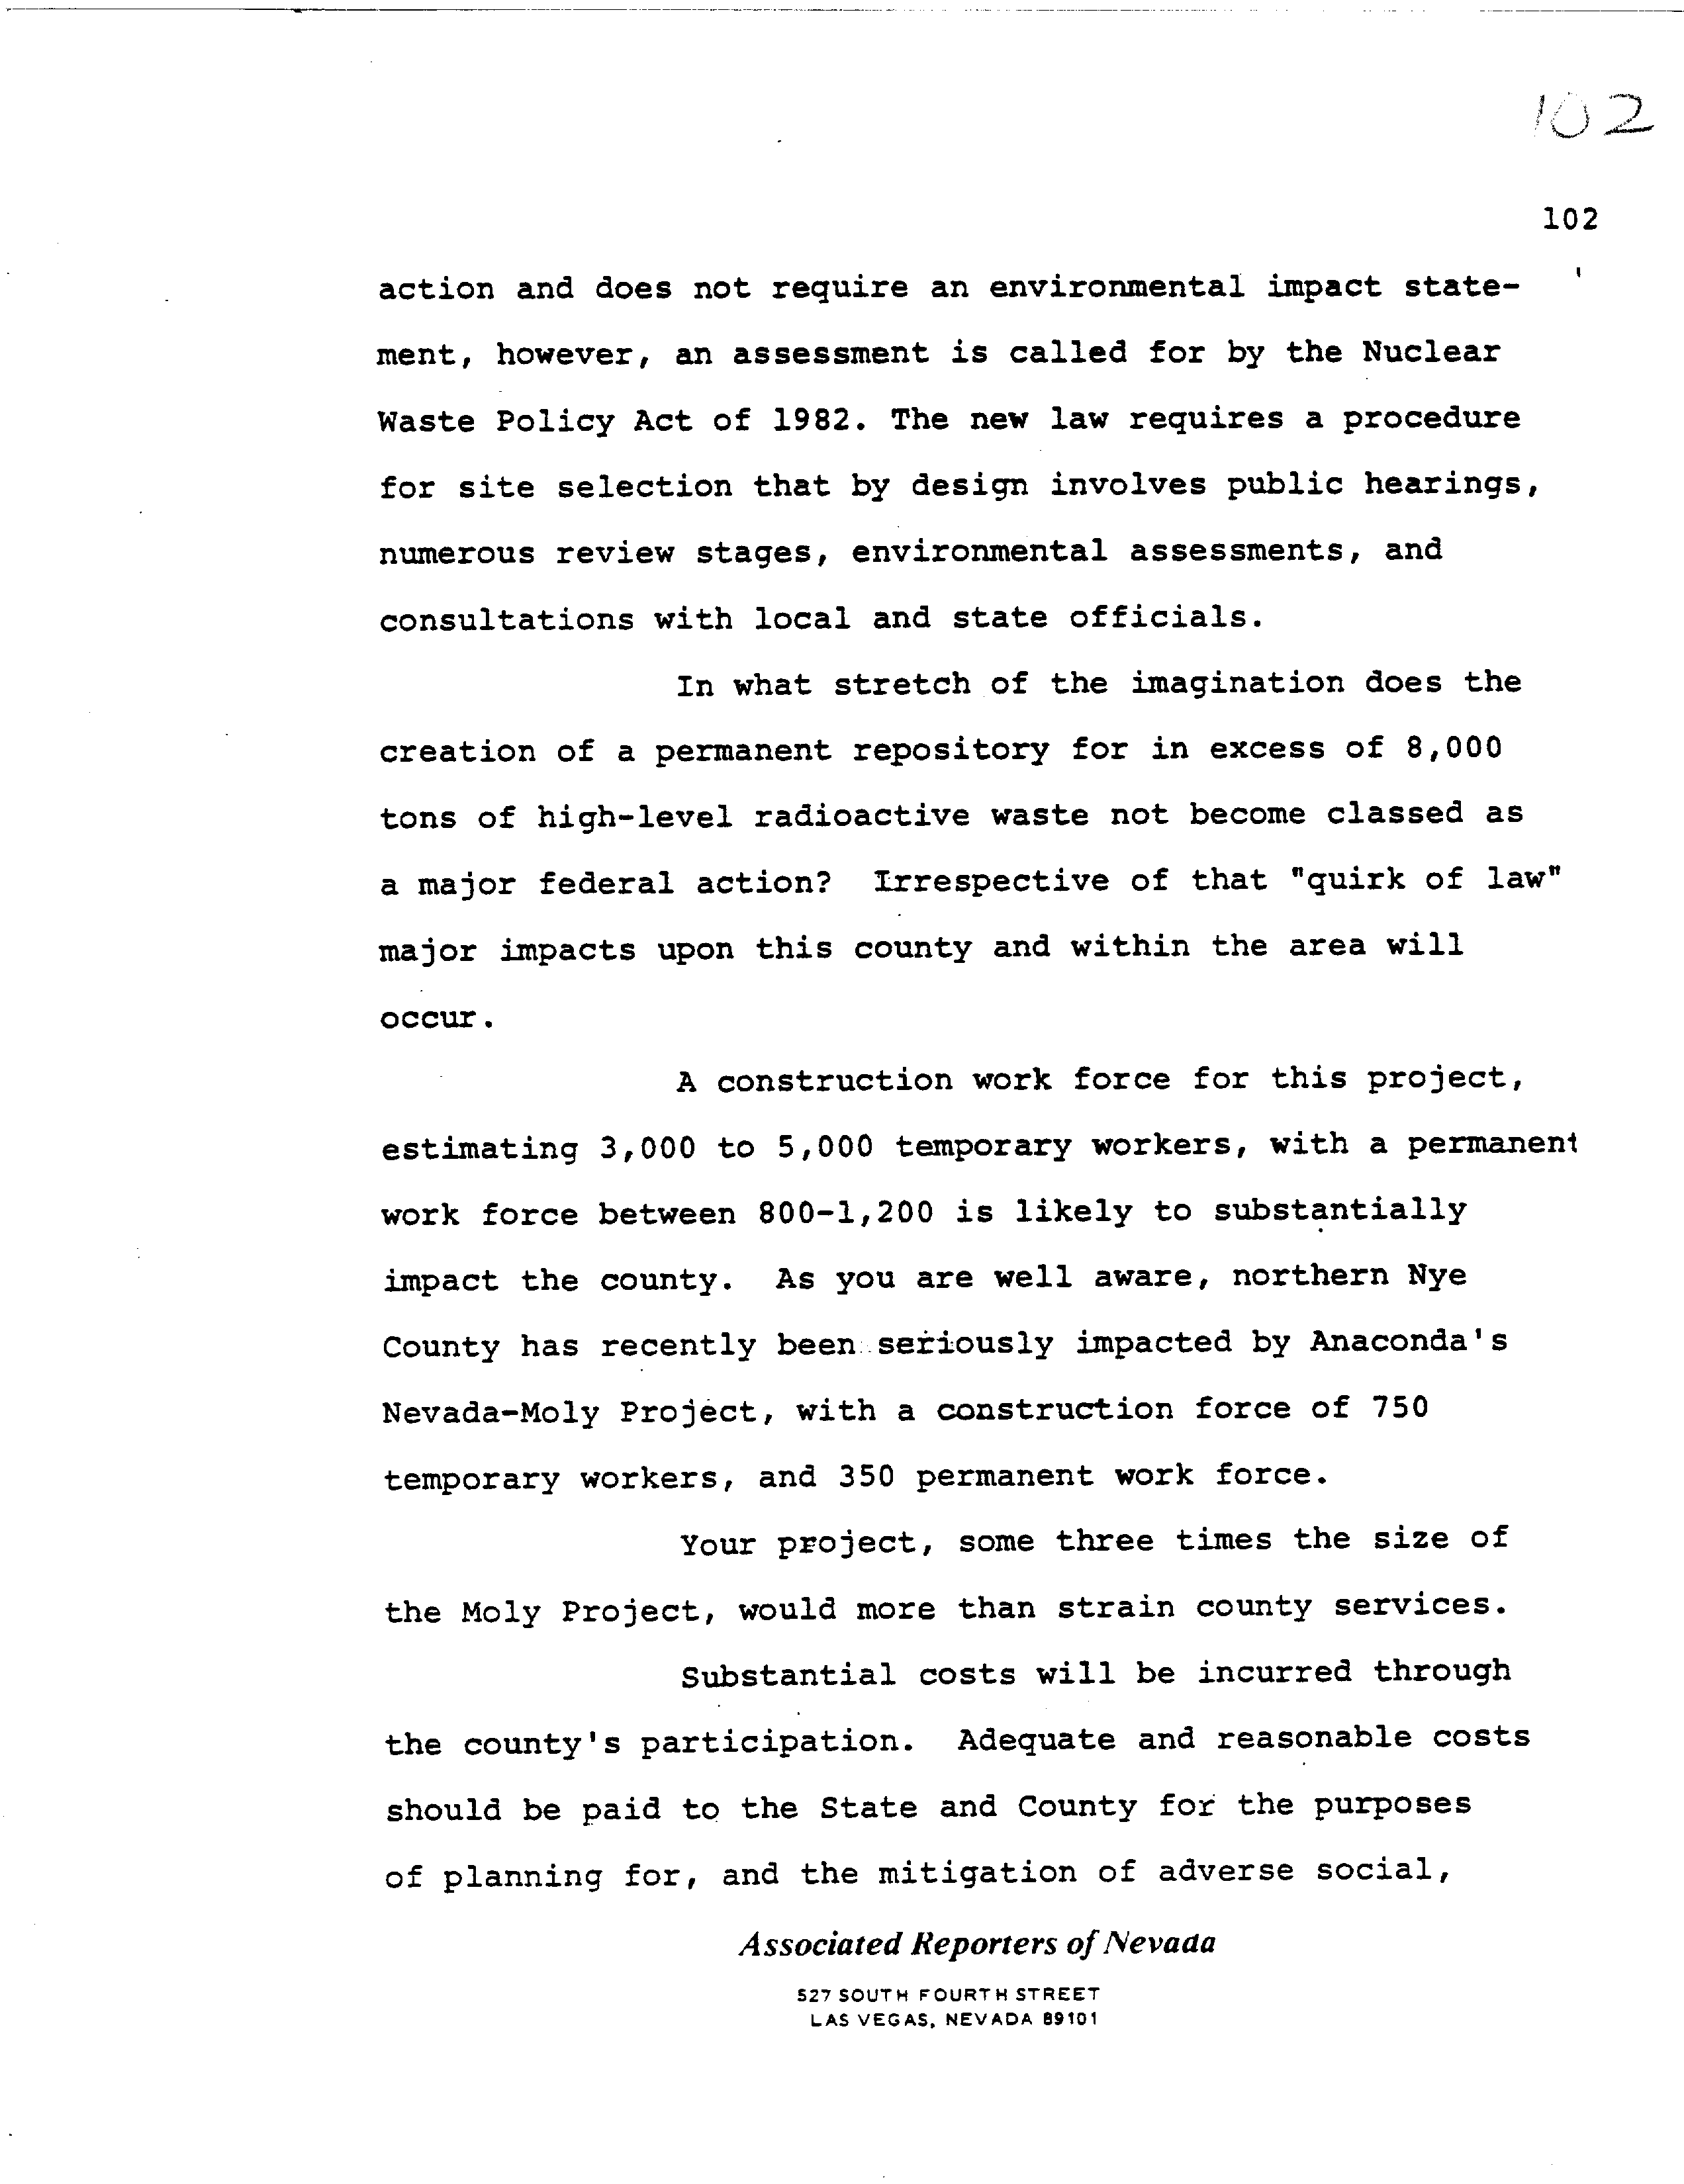 102
102
action and does not require an environmental impact state-
ment, however, an assessment is called for by the Nuclear
Waste Policy Act of 1982. The new law requires a procedure
for site selection that by design involves public hearings,
numerous review stages, environmental assessments, and
consultations with local and state officials.
In what stretch of the imagination does the
creation of a permanent repository for in excess of 8,000
tons of high-level radioactive waste not become classed as
a major federal action?  Irrespective of that "quirk of law"
major impacts upon this county and within the area will
occur.
A construction work force for this project,
estimating 3,000 to 5,000 temporary workers, with a permanent
work force between 800-1,200 is likely to substantially
impact the county.  As you are well aware, northern Nye
County has recently been seriously impacted by Anaconda's
Nevada-Moly Project, with a construction force of 750
temporary workers, and 350 permanent work force.
Your project, some three times the size of
the Moly Project, would more than strain county services.
Substantial costs will be incurred through
the county's participation.  Adequate and reasonable costs
should be paid to the State and County for the purposes
of planning for, and the mitigation of adverse social,
Associated Reporters of Nevada
527 SOUTH FOURTH STREET
LAS VEGAS, NEVADA 89101